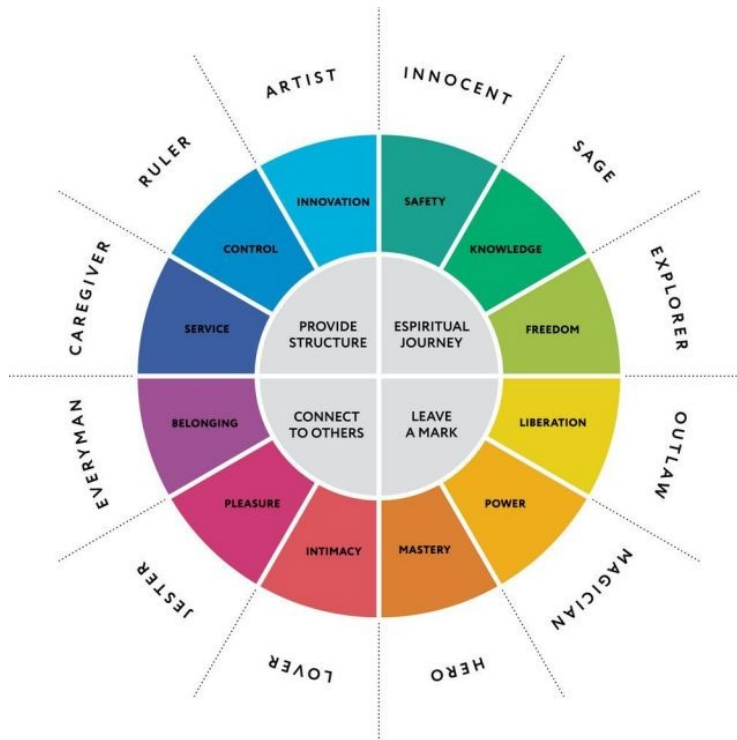 ARTIST
INNOCENT
SAGE
EXPLORER
OUTLAW
MAGICIAN
HERO
LOVER
JESTER
EVERYMAN
CAREGIVER
RULER
INNOVATION
SAFETY
KNOWLEDGE
FREEDOM
LIBERATION
POWER
MASTERY
INTIMACY
PLEASURE
BELONGING
SERVICE
CONTROL
PROVIDE
STRUCTURE
ESPIRITUAL
JOURNEY
CONNECT
TO OTHERS
LEAVE
A MARK